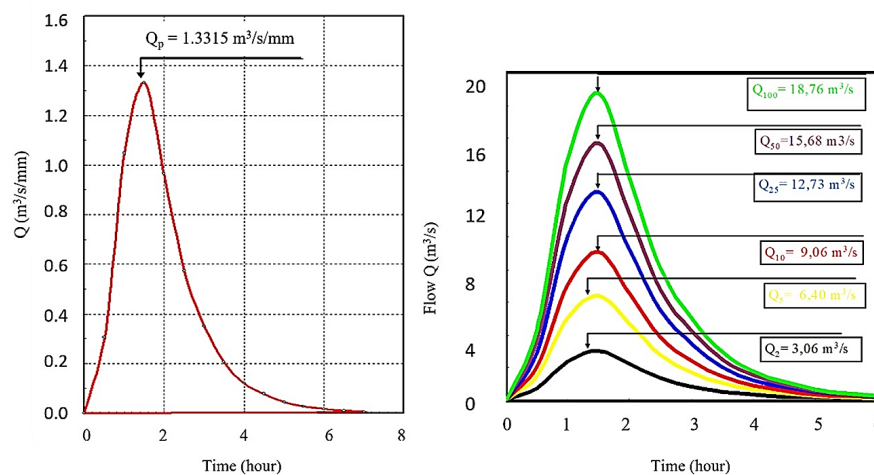 1.6
1.4
1.2
1.0
0.8
0.6
0.4
0.2
0.0
Q (m³/s/mm)
Qₚ = 1.3315 m³/s/mm
0 2 4 6 8
Time (hour)
20
16
12
8
4
0
Flow Q (m³/s)
Q₁₀₀= 18,76 m³/s
Q₅₀=15,68 m3/s
Q₂₅= 12,73 m³/s
Q₁₀= 9,06 m³/s
Q₅= 6,40 m³/s
Q₂= 3,06 m³/s
0 1 2 3 4 5
Time (hour)